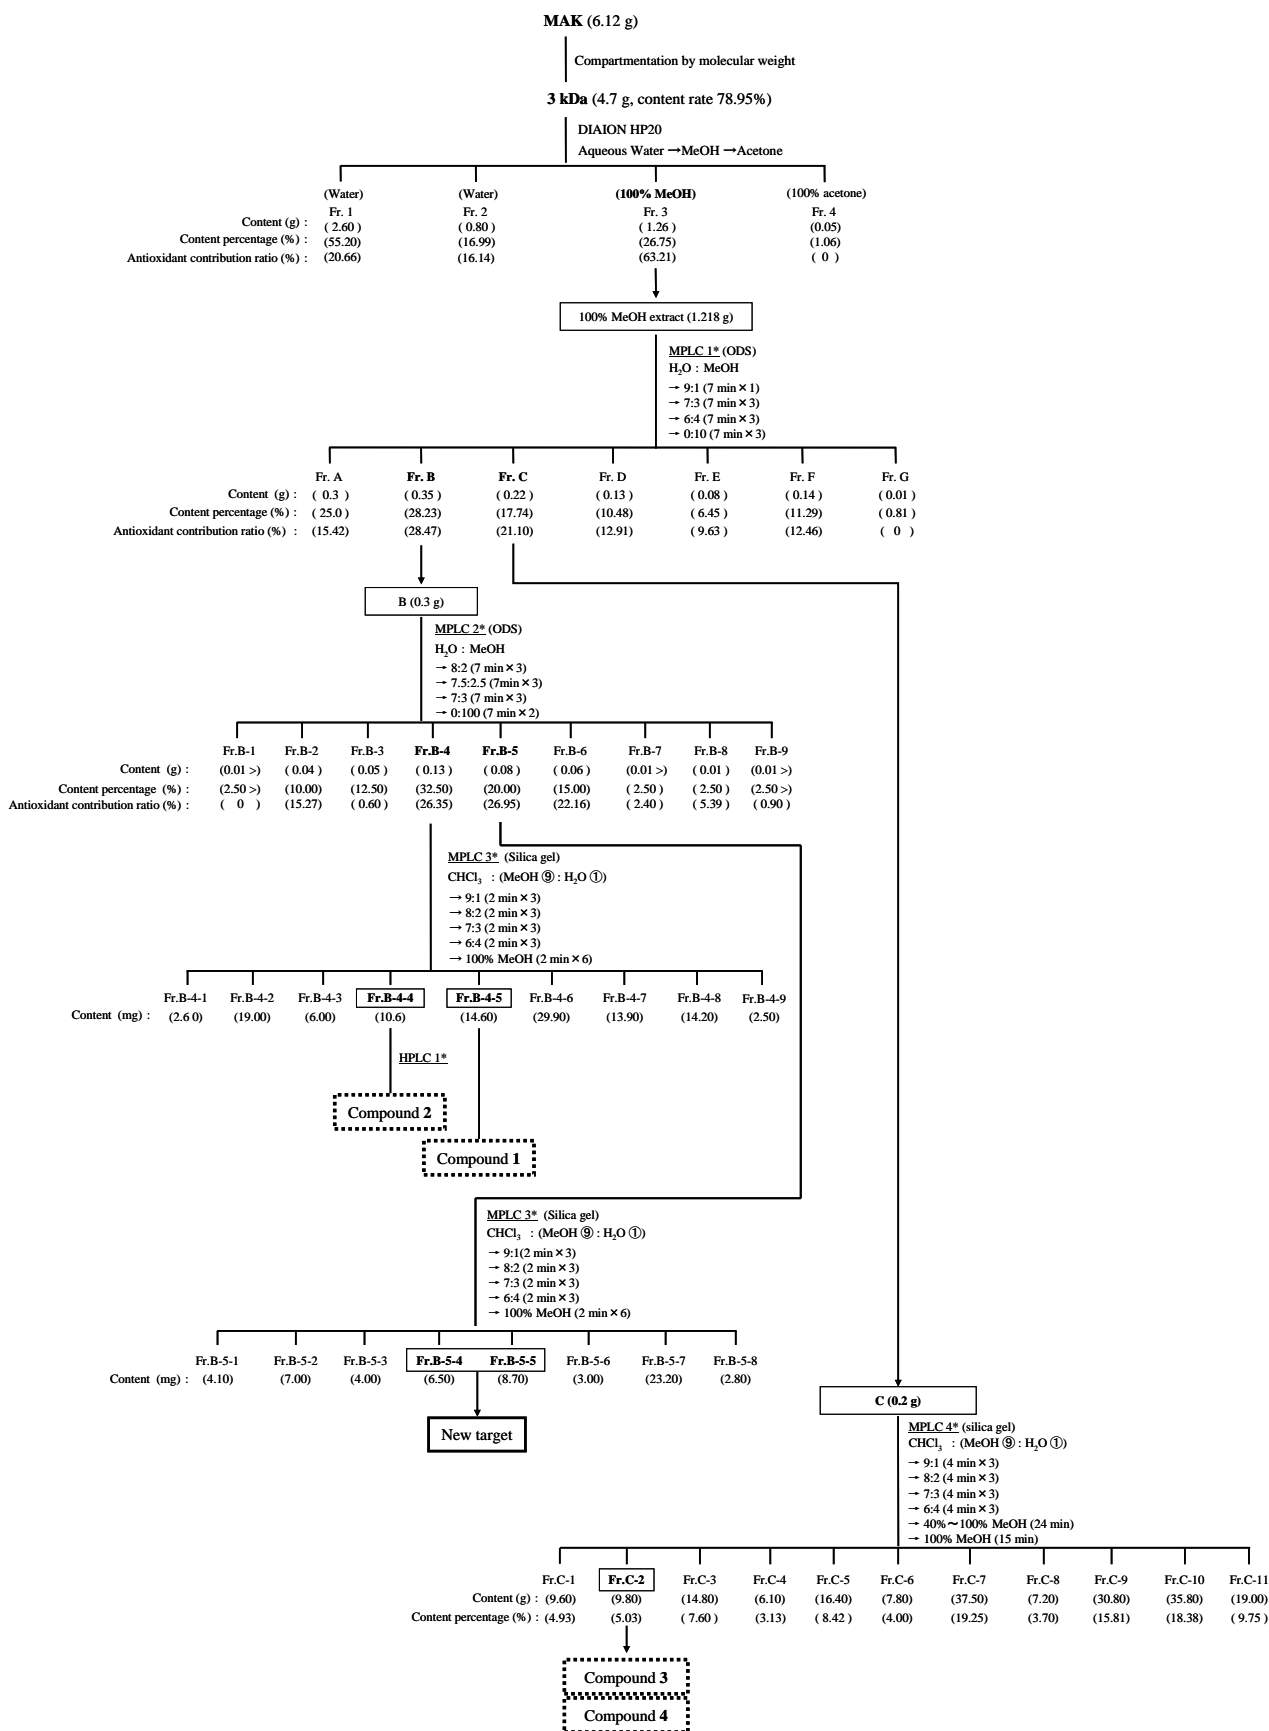 MAK (6.12 g)
Compartmentation by molecular weight
3 kDa (4.7 g, content rate 78.95%)
DIAION HP20
Aqueous Water →MeOH →Acetone
(Water) (Water) (100% MeOH) (100% acetone)
Fr. 1 Fr. 2 Fr. 3 Fr. 4
Content (g) : ( 2.60 ) ( 0.80 ) ( 1.26 ) (0.05)
Content percentage (%) : (55.20) (16.99) (26.75) (1.06)
Antioxidant contribution ratio (%) : (20.66) (16.14) (63.21) ( 0 )
100% MeOH extract (1.218 g)
MPLC 1* (ODS)
H₂O : MeOH
→ 9:1 (7 min × 1)
→ 7:3 (7 min × 3)
→ 6:4 (7 min × 3)
→ 0:10 (7 min × 3)
Fr. A Fr. B Fr. C Fr. D Fr. E Fr. F Fr. G
Content (g) : ( 0.3 ) ( 0.35 ) ( 0.22 ) ( 0.13 ) ( 0.08 ) ( 0.14 ) ( 0.01 )
Content percentage (%) : ( 25.0 ) (28.23) (17.74) (10.48) ( 6.45 ) (11.29) ( 0.81 )
Antioxidant contribution ratio (%) : (15.42) (28.47) (21.10) (12.91) ( 9.63 ) (12.46) ( 0 )
B (0.3 g)
MPLC 2* (ODS)
H₂O : MeOH
→ 8:2 (7 min × 3)
→ 7.5:2.5 (7min × 3)
→ 7:3 (7 min × 3)
→ 0:100 (7 min × 2)
Fr.B-1 Fr.B-2 Fr.B-3 Fr.B-4 Fr.B-5 Fr.B-6 Fr.B-7 Fr.B-8 Fr.B-9
Content (g) : (0.01 >) ( 0.04 ) ( 0.05 ) ( 0.13 ) ( 0.08 ) ( 0.06 ) (0.01 >) ( 0.01 ) (0.01 >)
Content percentage (%) : (2.50 >) (10.00) (12.50) (32.50) (20.00) (15.00) ( 2.50 ) ( 2.50 ) (2.50 >)
Antioxidant contribution ratio (%) : ( 0 ) (15.27) ( 0.60 ) (26.35) (26.95) (22.16) ( 2.40 ) ( 5.39 ) ( 0.90 )
MPLC 3* (Silica gel)
CHCl₃ : (MeOH ⑨ : H₂O ①)
→ 9:1 (2 min × 3)
→ 8:2 (2 min × 3)
→ 7:3 (2 min × 3)
→ 6:4 (2 min × 3)
→ 100% MeOH (2 min × 6)
Fr.B-4-1 Fr.B-4-2 Fr.B-4-3 Fr.B-4-4 Fr.B-4-5 Fr.B-4-6 Fr.B-4-7 Fr.B-4-8 Fr.B-4-9
Content (mg) : (2.6 0) (19.00) (6.00) (10.6) (14.60) (29.90) (13.90) (14.20) (2.50)
HPLC 1*
Compound 2
Compound 1
MPLC 3* (Silica gel)
CHCl₃ : (MeOH ⑨ : H₂O ①)
→ 9:1(2 min × 3)
→ 8:2 (2 min × 3)
→ 7:3 (2 min × 3)
→ 6:4 (2 min × 3)
→ 100% MeOH (2 min × 6)
Fr.B-5-1 Fr.B-5-2 Fr.B-5-3 Fr.B-5-4 Fr.B-5-5 Fr.B-5-6 Fr.B-5-7 Fr.B-5-8
Content (mg) : (4.10) (7.00) (4.00) (6.50) (8.70) (3.00) (23.20) (2.80)
New target
C (0.2 g)
MPLC 4* (silica gel)
CHCl₃ : (MeOH ⑨ : H₂O ①)
→ 9:1 (4 min × 3)
→ 8:2 (4 min × 3)
→ 7:3 (4 min × 3)
→ 6:4 (4 min × 3)
→ 40%～100% MeOH (24 min)
→ 100% MeOH (15 min)
Fr.C-1 Fr.C-2 Fr.C-3 Fr.C-4 Fr.C-5 Fr.C-6 Fr.C-7 Fr.C-8 Fr.C-9 Fr.C-10 Fr.C-11
Content (g) : (9.60) (9.80) (14.80) (6.10) (16.40) (7.80) (37.50) (7.20) (30.80) (35.80) (19.00)
Content percentage (%) : (4.93) (5.03) ( 7.60 ) (3.13) ( 8.42 ) (4.00) (19.25) (3.70) (15.81) (18.38) ( 9.75 )
Compound 3
Compound 4